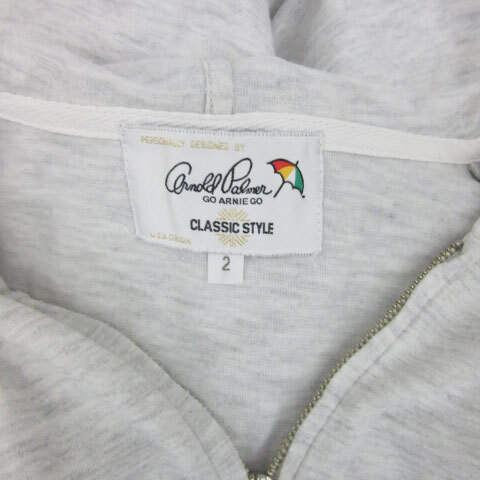 PERSONALLY DESIGNED BY
Arnold Palmer
GO ARNIE GO
CLASSIC STYLE
U.S.A ORIGIN
2